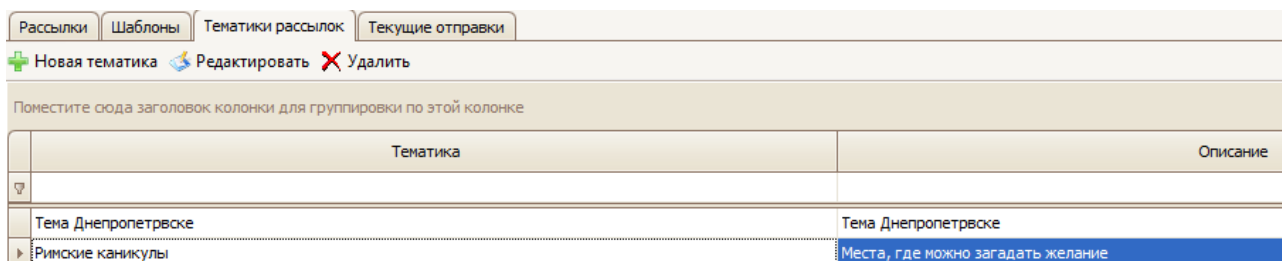 Рассылки Шаблоны Тематики рассылок Текущие отправки
Новая тематика Редактировать Удалить
Поместите сюда заголовок колонки для группировки по этой колонке
Тематика Описание
Тема Днепропетрвске Тема Днепропетрвске
Римские каникулы Места, где можно загадать желание